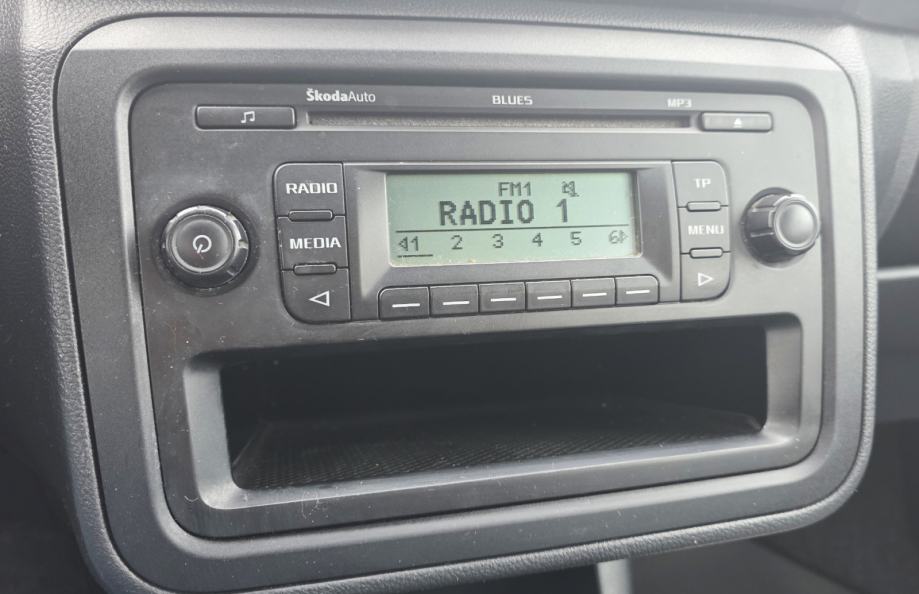 ŠkodaAuto BLUES MP3
RADIO FM1 TP
RADIO 1
MEDIA 1 2 3 4 5 6 MENU